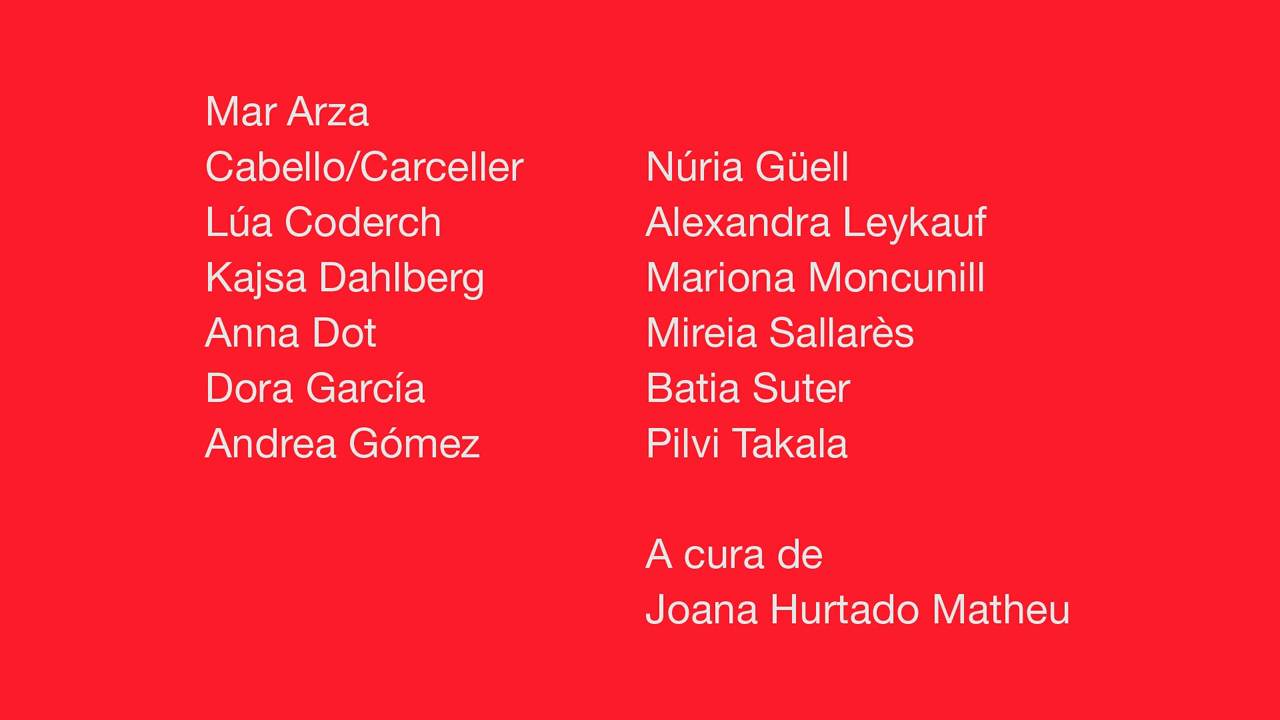 Mar Arza
Cabello/Carceller
Lúa Coderch
Kajsa Dahlberg
Anna Dot
Dora García
Andrea Gómez
Núria Güell
Alexandra Leykauf
Mariona Moncunill
Mireia Sallarès
Batia Suter
Pilvi Takala
A cura de
Joana Hurtado Matheu